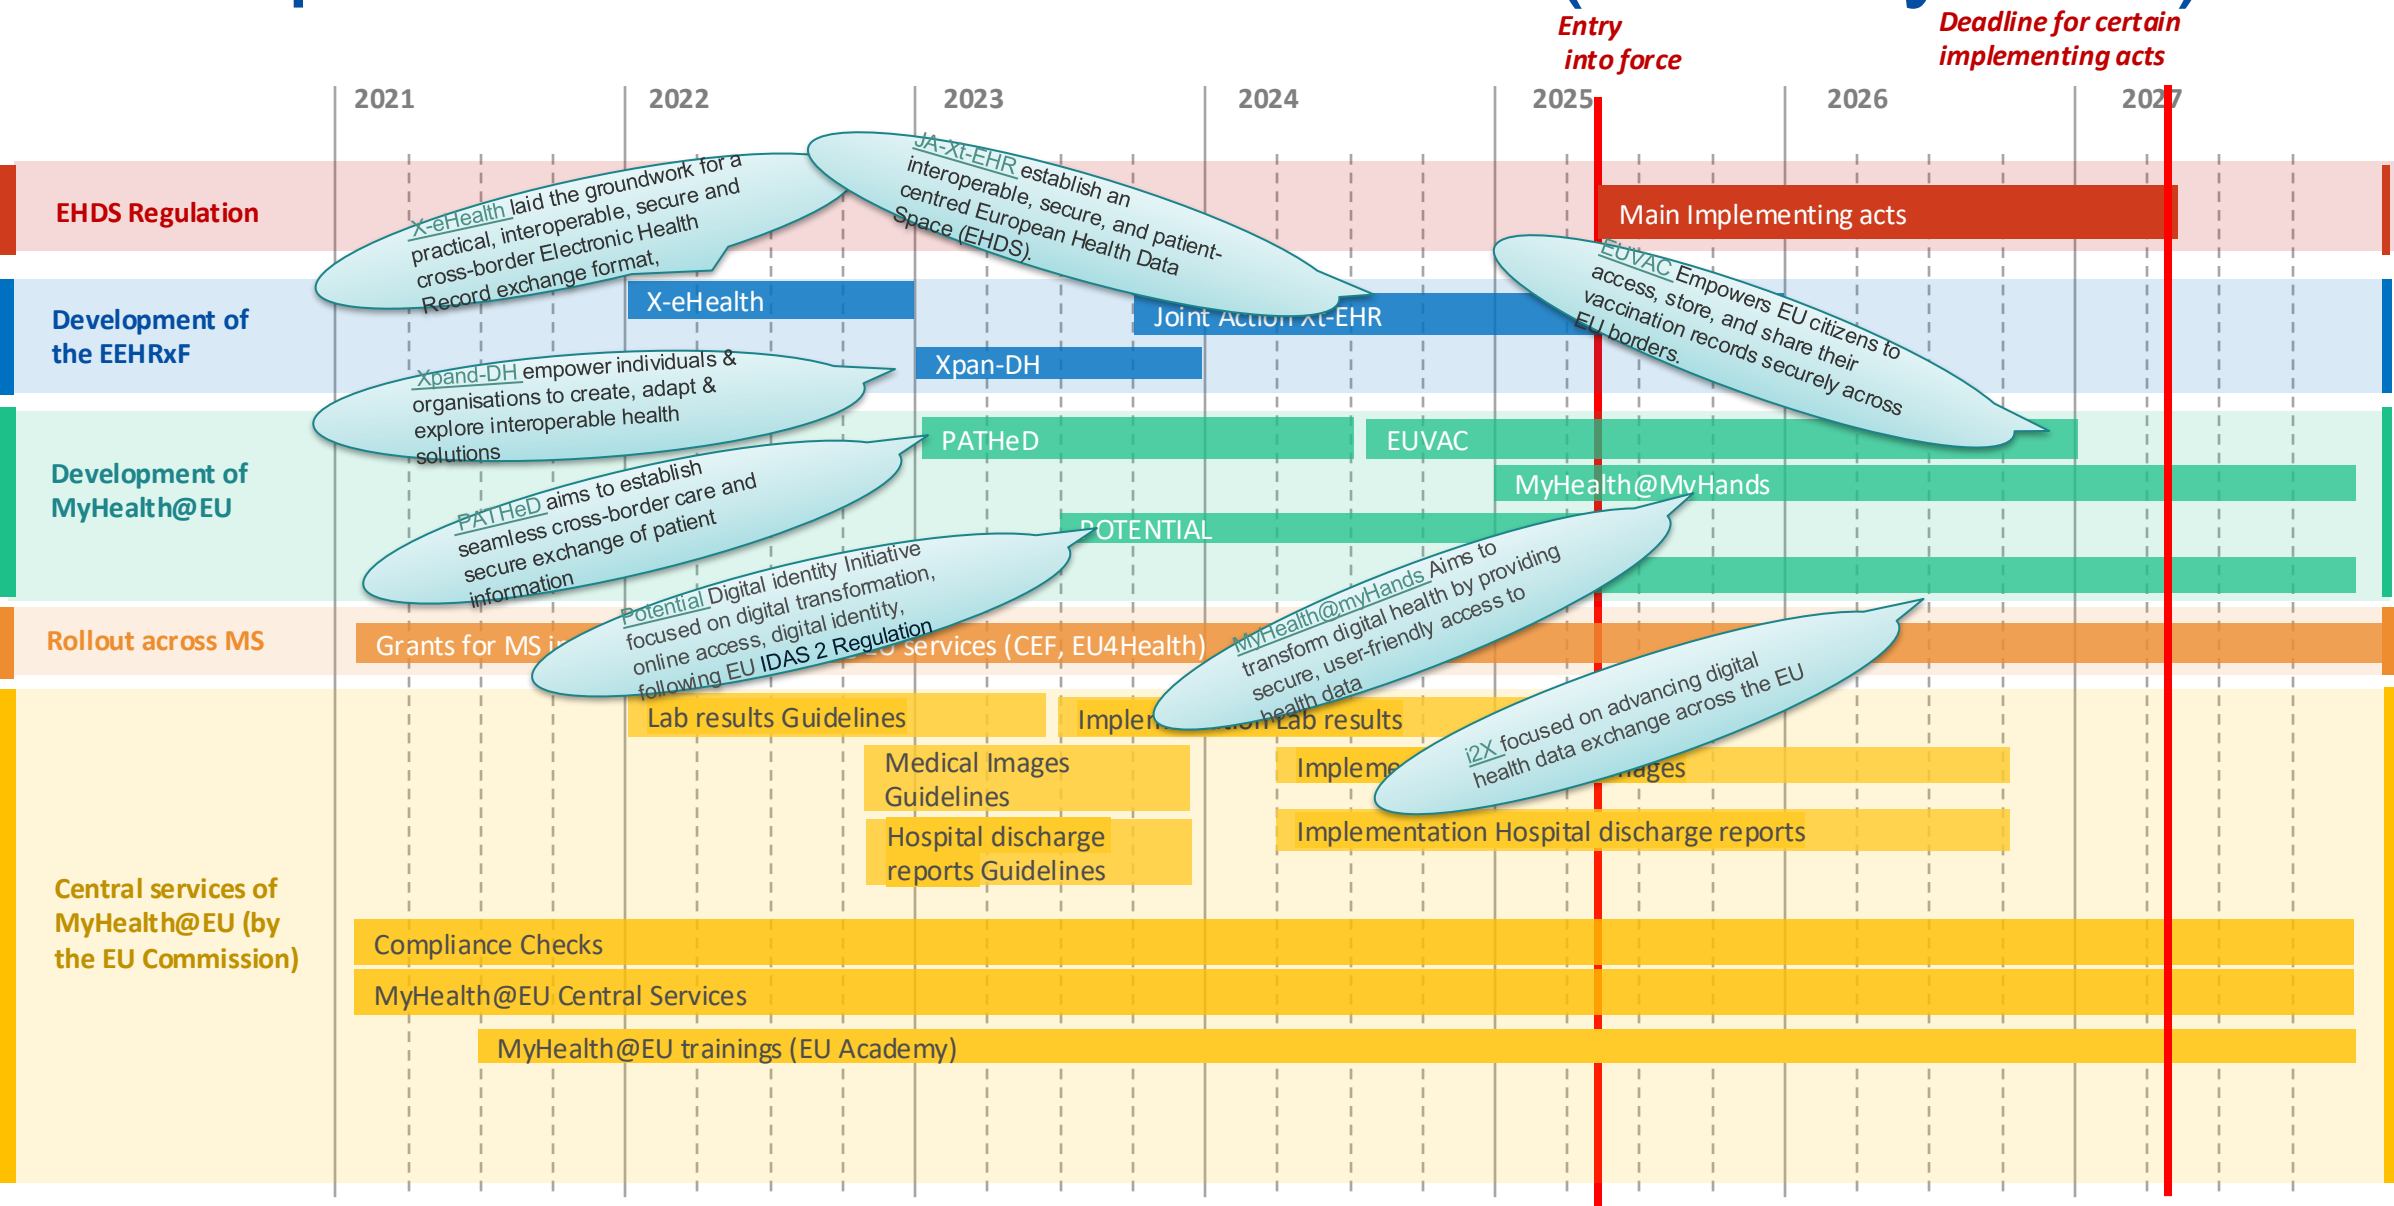 Entry
into force
Deadline for certain
implementing acts
2021
2022
2023
2024
2025
2026
2027
EHDS Regulation
X-eHealth laid the groundwork for a
practical, interoperable, secure and
cross-border Electronic Health
Record exchange format,
JA-Xt-EHR establish an
interoperable, secure, and patient-
centred European Health Data
Space (EHDS).
Main Implementing acts
EUVAC Empowers EU citizens to
access, store, and share their
vaccination records securely across
EU borders.
Development of
the EEHRxF
X-eHealth
Joint Action Xt-EHR
Xpan-DH
Xpand-DH empower individuals &
organisations to create, adapt &
explore interoperable health
solutions
Development of
MyHealth@EU
PATHeD
EUVAC
MyHealth@MyHands
POTENTIAL
PATHeD aims to establish
seamless cross-border care and
secure exchange of patient
information
Potential Digital identity Initiative
focused on digital transformation,
online access, digital identity,
following EU IDAS 2 Regulation
MyHealth@myHands Aims to
transform digital health by providing
secure, user-friendly access to
health data
Rollout across MS
Grants for MS services (CEF, EU4Health)
i2X focused on advancing digital
health data exchange across the EU
Central services of
MyHealth@EU (by
the EU Commission)
Lab results Guidelines
Lab results
Medical Images
Guidelines
Hospital discharge
reports Guidelines
Implementation Hospital discharge reports
Compliance Checks
MyHealth@EU Central Services
MyHealth@EU trainings (EU Academy)